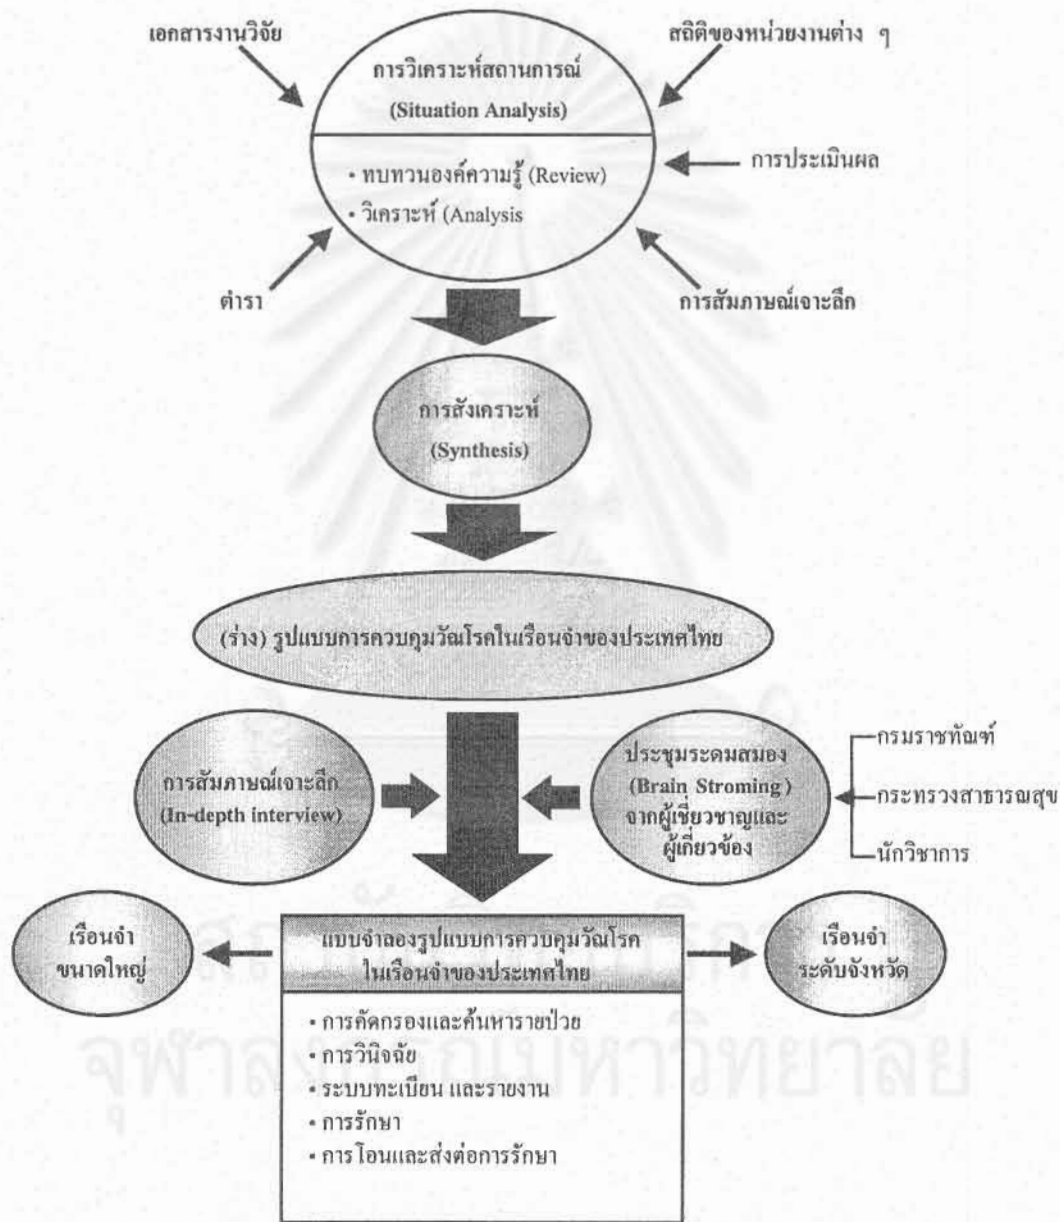 เอกสารงานวิจัย
สถิติของหน่วยงานต่าง ๆ
การวิเคราะห์สถานการณ์
(Situation Analysis)
การประเมินผล
• ทบทวนองค์ความรู้ (Review)
• วิเคราะห์ (Analysis
ตำรา
การสัมภาษณ์เจาะลึก
การสังเคราะห์
(Synthesis)
(ร่าง) รูปแบบการควบคุมวัณโรคในเรือนจำของประเทศไทย
การสัมภาษณ์เจาะลึก
(In-depth interview)
ประชุมระดมสมอง
(Brain Stroming)
จากผู้เชี่ยวชาญและ
ผู้เกี่ยวข้อง
กรมราชทัณฑ์
กระทรวงสาธารณสุข
นักวิชาการ
เรือนจำ
ขนาดใหญ่
แบบจำลองรูปแบบการควบคุมวัณโรค
ในเรือนจำของประเทศไทย
เรือนจำ
ระดับจังหวัด
• การคัดกรองและค้นหารายป่วย
• การวินิจฉัย
• ระบบทะเบียน และรายงาน
• การรักษา
• การโอนและส่งต่อการรักษา
จุฬาลงกรณ์มหาวิทยาลัย